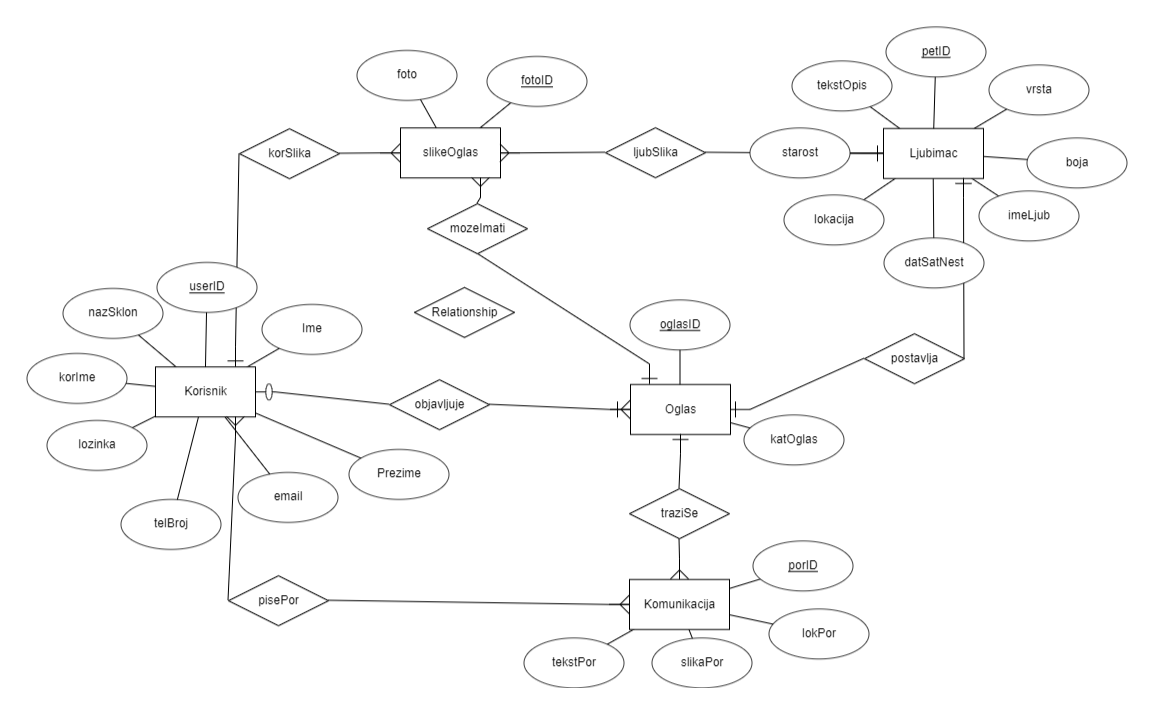 petID
foto
fotoID
tekstOpis
vrsta
korSlika
slikeOglas
ljubSlika
starost
Ljubimac
boja
lokacija
imeLjub
mozeImati
datSatNest
userID
nazSklon
Ime
Relationship
oglasID
postavlja
korIme
Korisnik
objavljuje
Oglas
katOglas
lozinka
Prezime
email
telBroj
traziSe
porID
pisePor
Komunikacija
lokPor
tekstPor
slikaPor